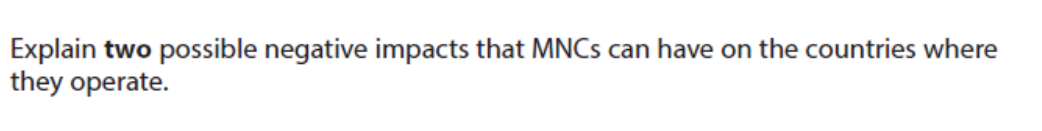 Explain two possible negative impacts that MNCs can have on the countries where
they operate.